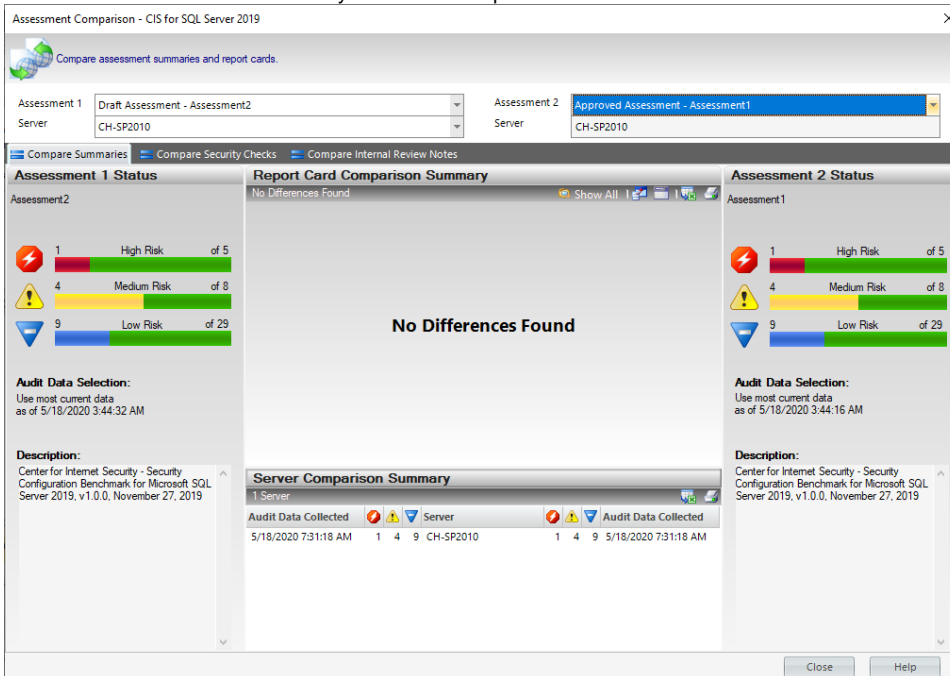 Assessment Comparison - CIS for SQL Server 2019
Compare assessment summaries and report cards.
Assessment 1
Draft Assessment - Assessment2
Server
CH-SP2010
Assessment 2
Approved Assessment - Assessment1
Server
CH-SP2010
Compare Summaries
Compare Security Checks
Compare Internal Review Notes
Assessment 1 Status
Assessment2
1 High Risk of 5
4 Medium Risk of 8
9 Low Risk of 29
Audit Data Selection:
Use most current data
as of 5/18/2020 3:44:32 AM
Description:
Center for Internet Security - Security
Configuration Benchmark for Microsoft SQL
Server 2019, v1.0.0, November 27, 2019
Report Card Comparison Summary
No Differences Found
Show All
No Differences Found
Server Comparison Summary
1 Server
Audit Data Collected Server Audit Data Collected
5/18/2020 7:31:18 AM 1 4 9 CH-SP2010 1 4 9 5/18/2020 7:31:18 AM
Assessment 2 Status
Assessment1
1 High Risk of 5
4 Medium Risk of 8
9 Low Risk of 29
Audit Data Selection:
Use most current data
as of 5/18/2020 3:44:16 AM
Description:
Center for Internet Security - Security
Configuration Benchmark for Microsoft SQL
Server 2019, v1.0.0, November 27, 2019
Close
Help